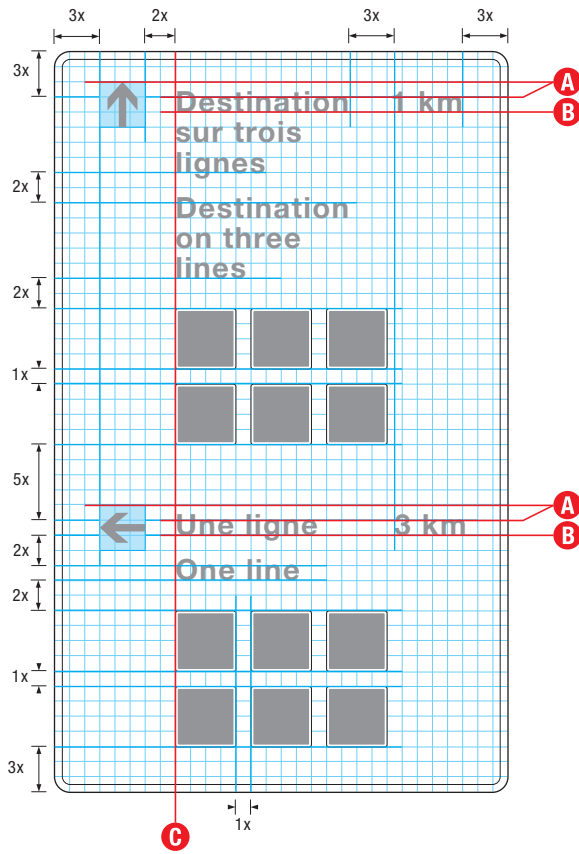 3x 2x 3x 3x
3x
A
Destination 1 km
B
sur trois
lignes
2x
Destination
on three
lines
2x
1x
5x
A
Une ligne 3 km
B
2x
One line
2x
1x
3x
1x
C